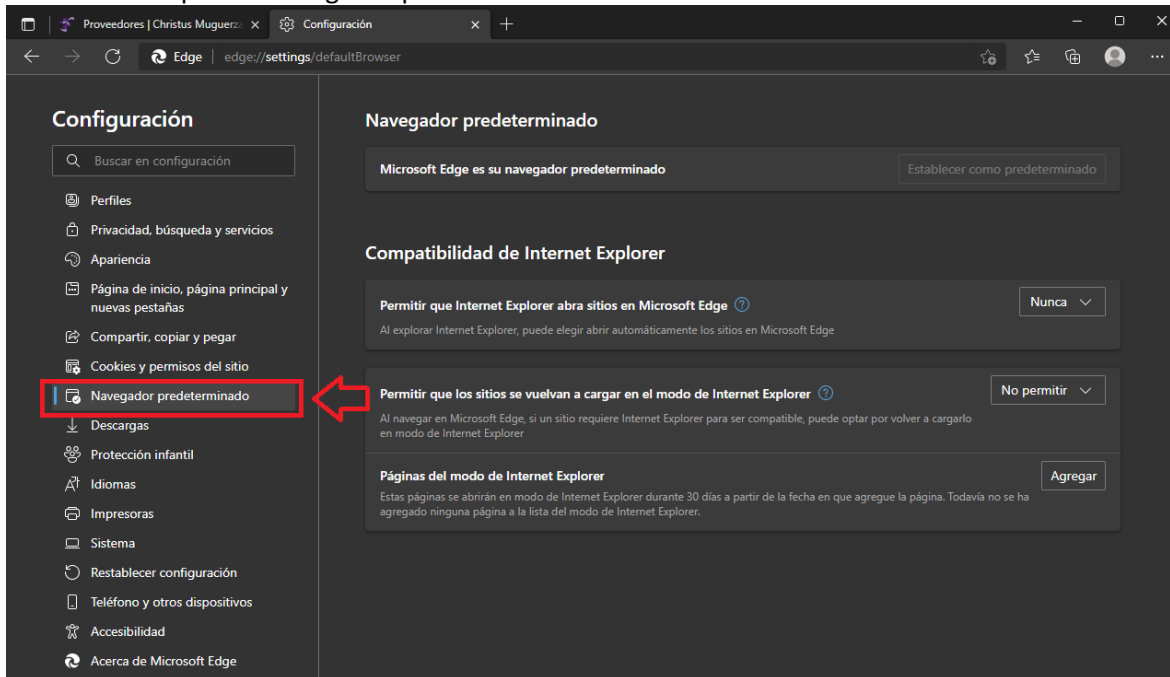 Proveedores | Christus Muguerz
Configuración
Edge | edge://settings/defaultBrowser
Configuración
Buscar en configuración
Perfiles
Privacidad, búsqueda y servicios
Apariencia
Página de inicio, página principal y
nuevas pestañas
Compartir, copiar y pegar
Cookies y permisos del sitio
Navegador predeterminado
Descargas
Protección infantil
Idiomas
Impresoras
Sistema
Restablecer configuración
Teléfono y otros dispositivos
Accesibilidad
Acerca de Microsoft Edge
Navegador predeterminado
Microsoft Edge es su navegador predeterminado
Establecer como predeterminado
Compatibilidad de Internet Explorer
Permitir que Internet Explorer abra sitios en Microsoft Edge
Nunca
Al explorar Internet Explorer, puede elegir abrir automáticamente los sitios en Microsoft Edge
Permitir que los sitios se vuelvan a cargar en el modo de Internet Explorer
No permitir
Al navegar en Microsoft Edge, si un sitio requiere Internet Explorer para ser compatible, puede optar por volver a cargarlo
en modo de Internet Explorer
Páginas del modo de Internet Explorer
Agregar
Estas páginas se abrirán en modo de Internet Explorer durante 30 días a partir de la fecha en que agregue la página. Todavía no se ha
agregado ninguna página a la lista del modo de Internet Explorer.